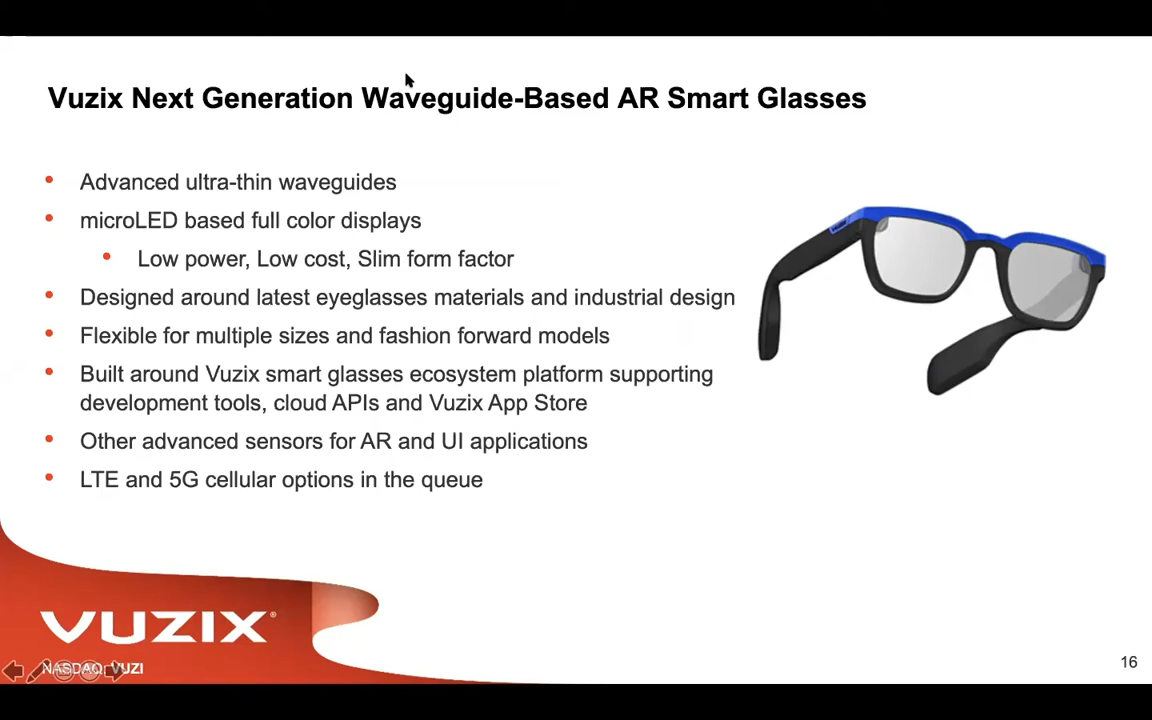 Vuzix Next Generation Waveguide-Based AR Smart Glasses
• Advanced ultra-thin waveguides
• microLED based full color displays
• Low power, Low cost, Slim form factor
• Designed around latest eyeglasses materials and industrial design
• Flexible for multiple sizes and fashion forward models
• Built around Vuzix smart glasses ecosystem platform supporting
development tools, cloud APIs and Vuzix App Store
• Other advanced sensors for AR and UI applications
• LTE and 5G cellular options in the queue
VUZIX®
NASDAQ: VUZI
16